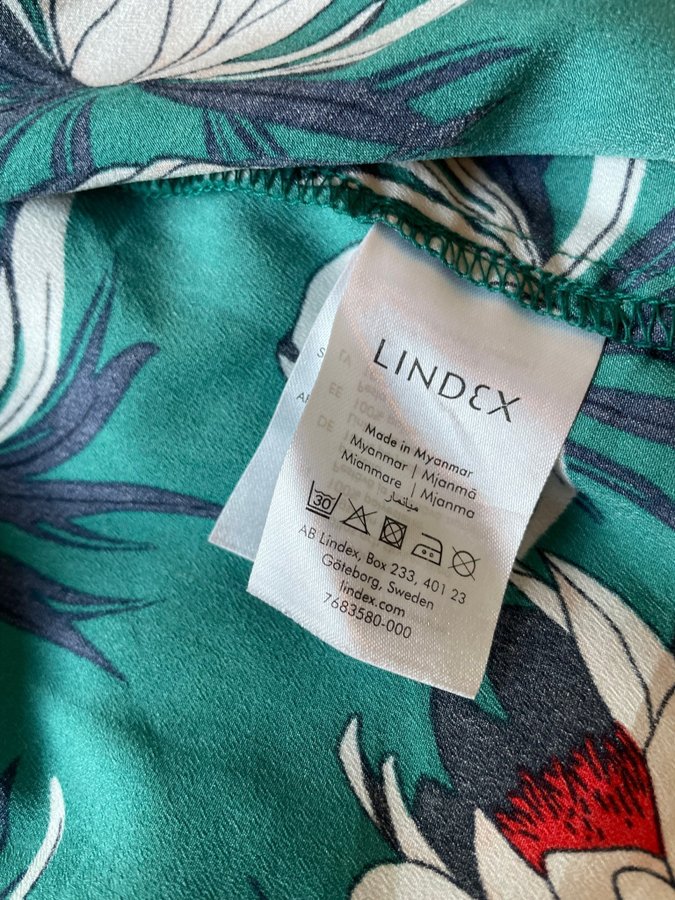 LINDEX
Made in Myanmar
Myanmar | Mjanmā
Mianmare | Mjanma
ميانمار
30
AB Lindex, Box 233, 401 23
Göteborg, Sweden
lindex.com
7683580-000